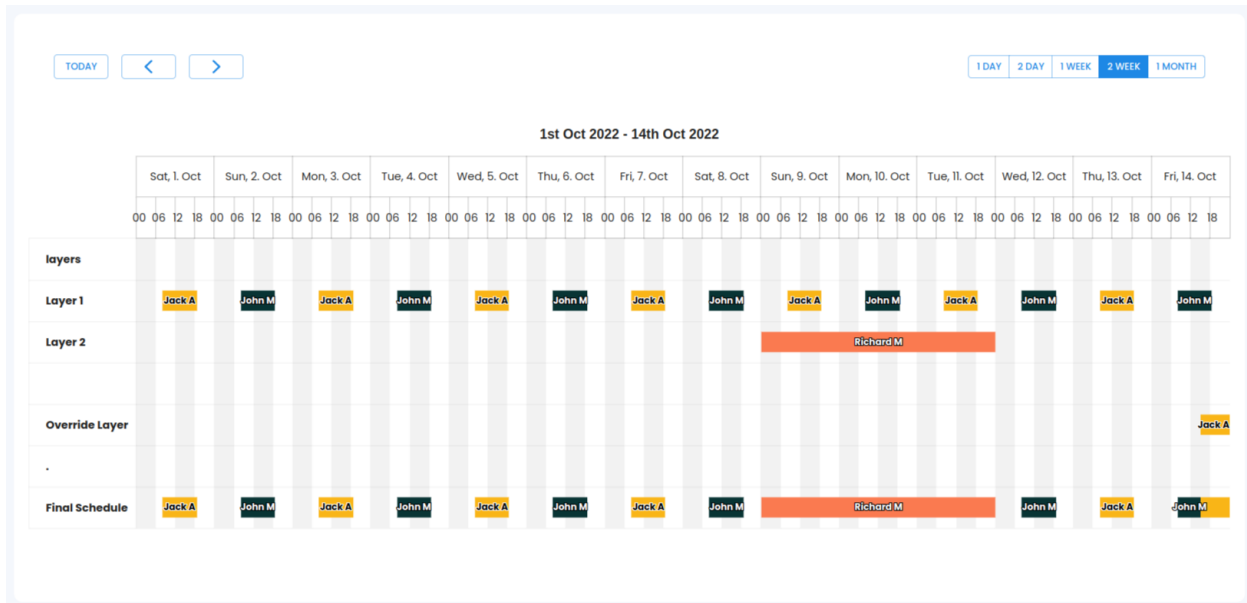 TODAY
1 DAY 2 DAY 1 WEEK 2 WEEK 1 MONTH
1st Oct 2022 - 14th Oct 2022
Sat, 1. Oct Sun, 2. Oct Mon, 3. Oct Tue, 4. Oct Wed, 5. Oct Thu, 6. Oct Fri, 7. Oct Sat, 8. Oct Sun, 9. Oct Mon, 10. Oct Tue, 11. Oct Wed, 12. Oct Thu, 13. Oct Fri, 14. Oct
00 06 12 18 00 06 12 18 00 06 12 18 00 06 12 18 00 06 12 18 00 06 12 18 00 06 12 18 00 06 12 18 00 06 12 18 00 06 12 18 00 06 12 18 00 06 12 18 00 06 12 18 00 06 12 18
layers
Layer 1 Jack A John M Jack A John M Jack A John M Jack A John M Jack A John M Jack A John M Jack A John M
Layer 2 Richard M
Override Layer Jack A
.
Final Schedule Jack A John M Jack A John M Jack A John M Jack A John M Richard M John M Jack A John M